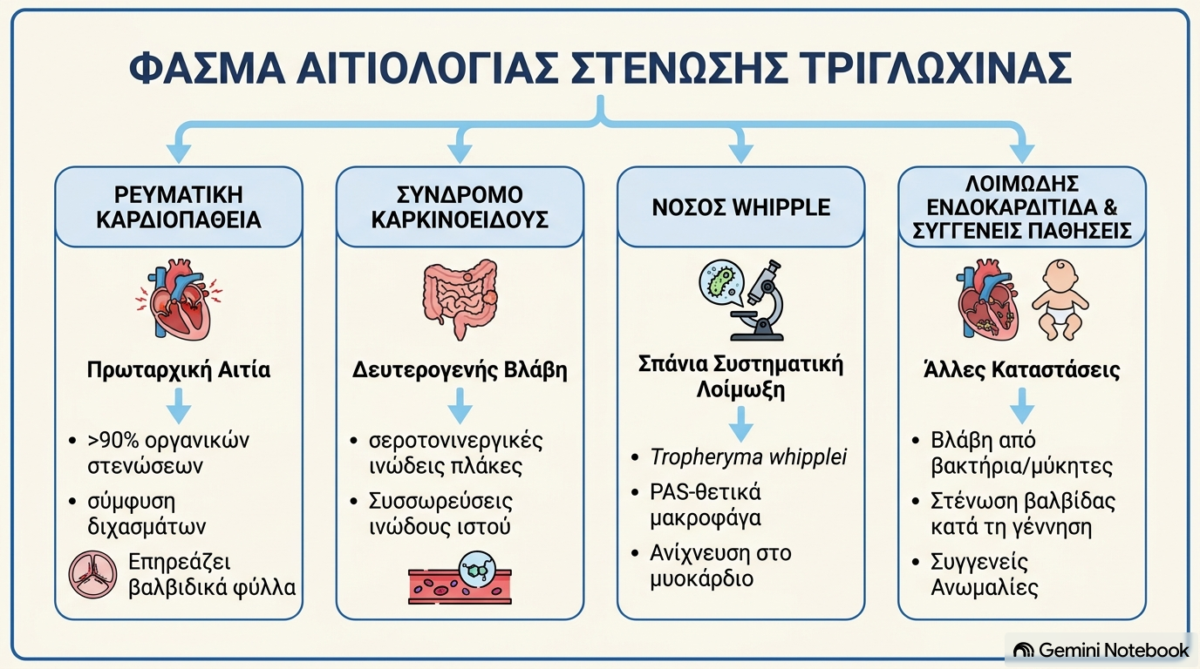 ΦΑΣΜΑ ΑΙΤΙΟΛΟΓΙΑΣ ΣΤΕΝΩΣΗΣ ΤΡΙΓΛΩΧΙΝΑΣ
ΡΕΥΜΑΤΙΚΗ
ΚΑΡΔΙΟΠΑΘΕΙΑ
Πρωταρχική Αιτία
• >90% οργανικών
στενώσεων
• σύμφυση
διχασμάτων
Επηρεάζει
βαλβιδικά φύλλα
ΣΥΝΔΡΟΜΟ
ΚΑΡΚΙΝΟΕΙΔΟΥΣ
Δευτερογενής Βλάβη
• σεροτονινεργικές
ινώδεις πλάκες
• Συσσωρεύσεις
ινώδους ιστού
ΝΟΣΟΣ WHIPPLE
Σπάνια Συστηματική
Λοίμωξη
• Tropheryma whipplei
• PAS-θετικά
μακροφάγα
• Ανίχνευση στο
μυοκάρδιο
ΛΟΙΜΩΔΗΣ
ΕΝΔΟΚΑΡΔΙΤΙΔΑ &
ΣΥΓΓΕΝΕΙΣ ΠΑΘΗΣΕΙΣ
Άλλες Καταστάσεις
• Βλάβη από
βακτήρια/μύκητες
• Στένωση βαλβίδας
κατά τη γέννηση
• Συγγενείς
Ανωμαλίες
Gemini Notebook